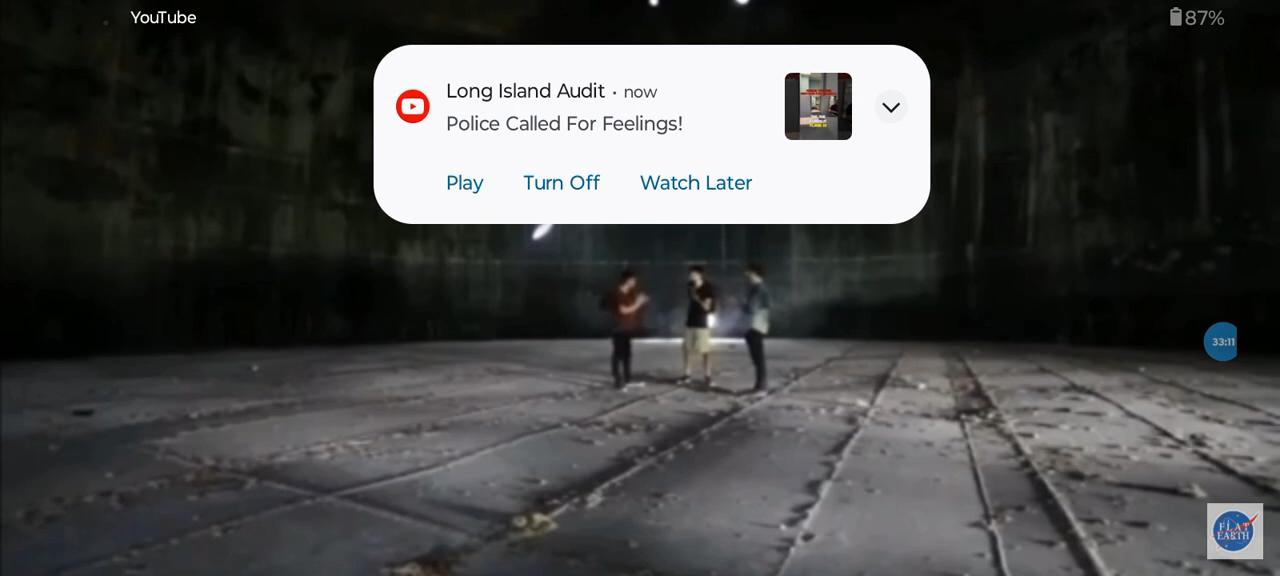 YouTube
87%
Long Island Audit · now
Police Called For Feelings!
Play
Turn Off
Watch Later
33:11
FLAT
EARTH